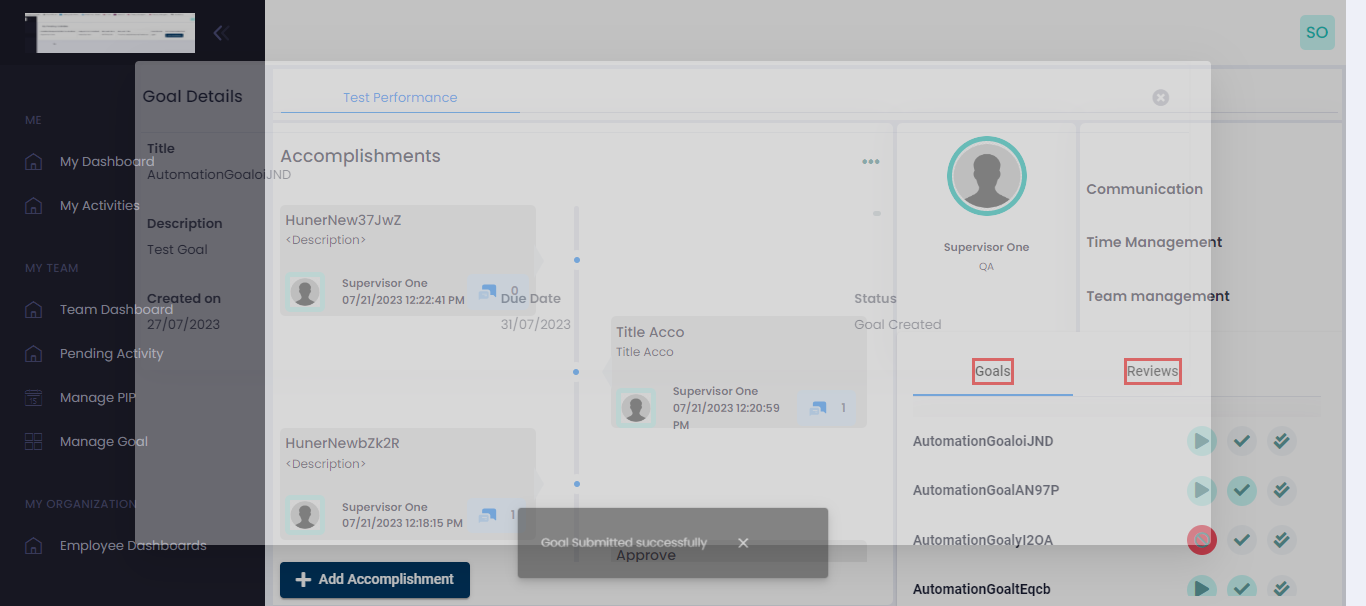 SO
Goal Details
Test Performance
ME
Title
AutomationGoaloiJND
My Dashboard
My Activities
Description
Test Goal
MY TEAM
Created on
27/07/2023
Due Date
31/07/2023
Status
Goal Created
Team Dashboard
Pending Activity
15
Manage PIP
Manage Goal
MY ORGANIZATION
Employee Dashboards
Accomplishments
HunerNew37JwZ
<Description>
Supervisor One
07/21/2023 12:22:41 PM
0
Title Acco
Title Acco
Supervisor One
07/21/2023 12:20:59
PM
1
HunerNewbZk2R
<Description>
Supervisor One
07/21/2023 12:18:15 PM
1
Goal Submitted successfully
Approve
Add Accomplishment
Supervisor One
QA
Communication
Time Management
Team management
Goals
Reviews
AutomationGoaloiJND
AutomationGoalAN97P
AutomationGoalyI2OA
AutomationGoaltEqcb